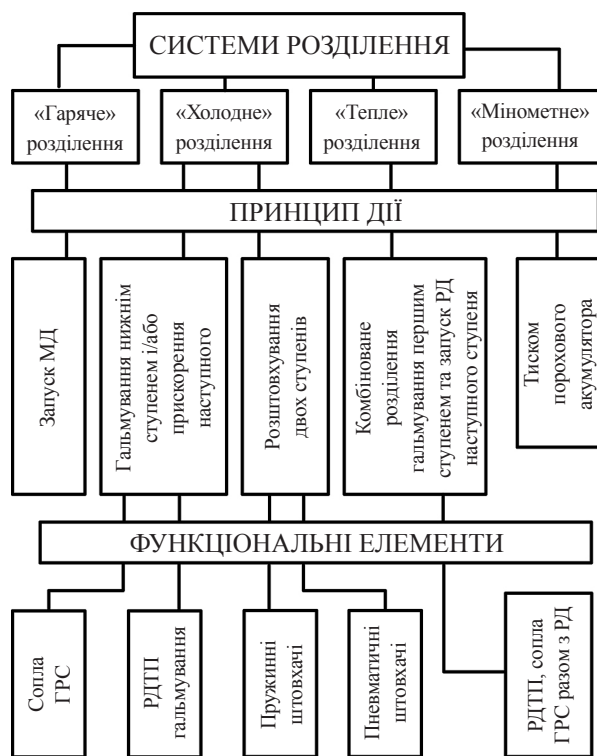 СИСТЕМИ РОЗДІЛЕННЯ
«Гаряче»
розділення
«Холодне»
розділення
«Тепле»
розділення
«Мінометне»
розділення
ПРИНЦИП ДІЇ
Запуск МД
Гальмування нижнім
ступенем і/або
прискорення
наступного
Розштовхування
двох ступенів
Комбіноване
розділення
гальмування першим
ступенем та запуск РД
наступного ступеня
Тиском
порохового
акумулятора
ФУНКЦІОНАЛЬНІ ЕЛЕМЕНТИ
Сопла
ГРС
РДТП
гальмування
Пружинні
штовхачі
Пневматичні
штовхачі
РДТП, сопла
ГРС разом з РД